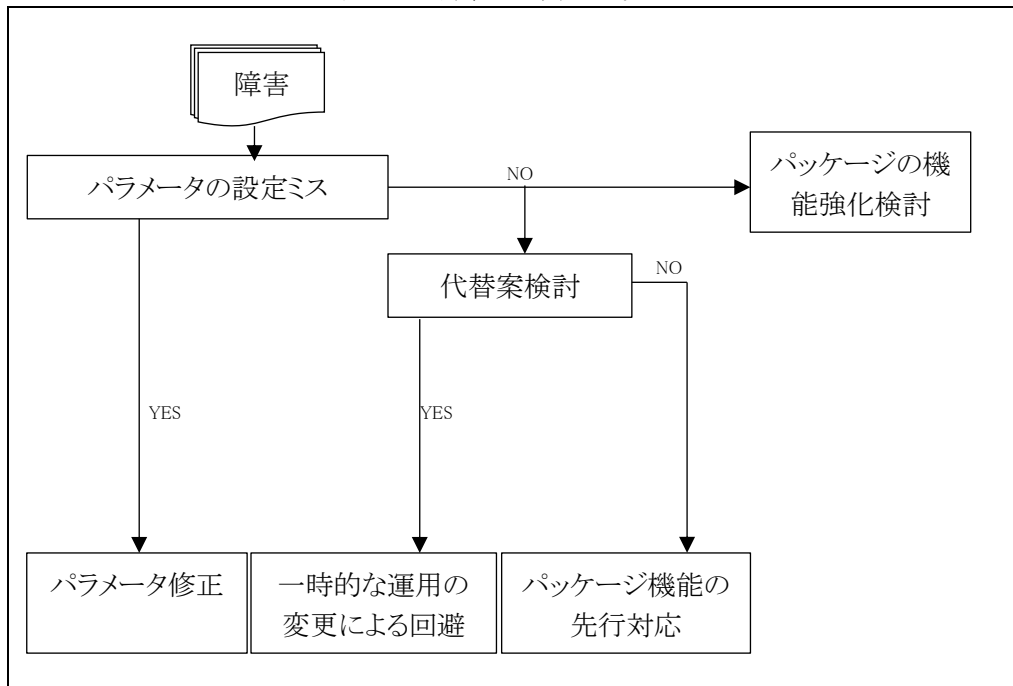 障害
パラメータの設定ミス
NO
パッケージの機
能強化検討
代替案検討
NO
YES
YES
パラメータ修正
一時的な運用の
変更による回避
パッケージ機能の
先行対応